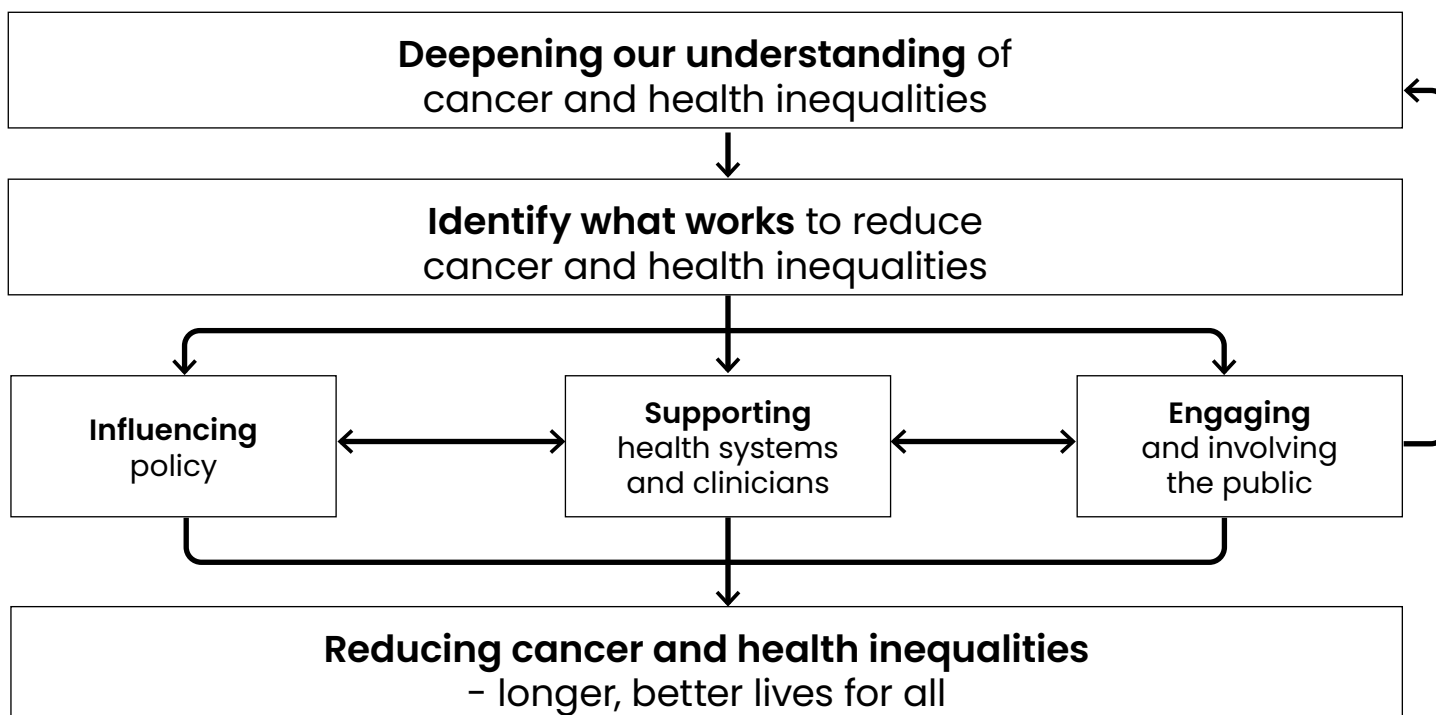 Deepening our understanding of
cancer and health inequalities
Identify what works to reduce
cancer and health inequalities
Influencing
policy
Supporting
health systems
and clinicians
Engaging
and involving
the public
Reducing cancer and health inequalities
- longer, better lives for all